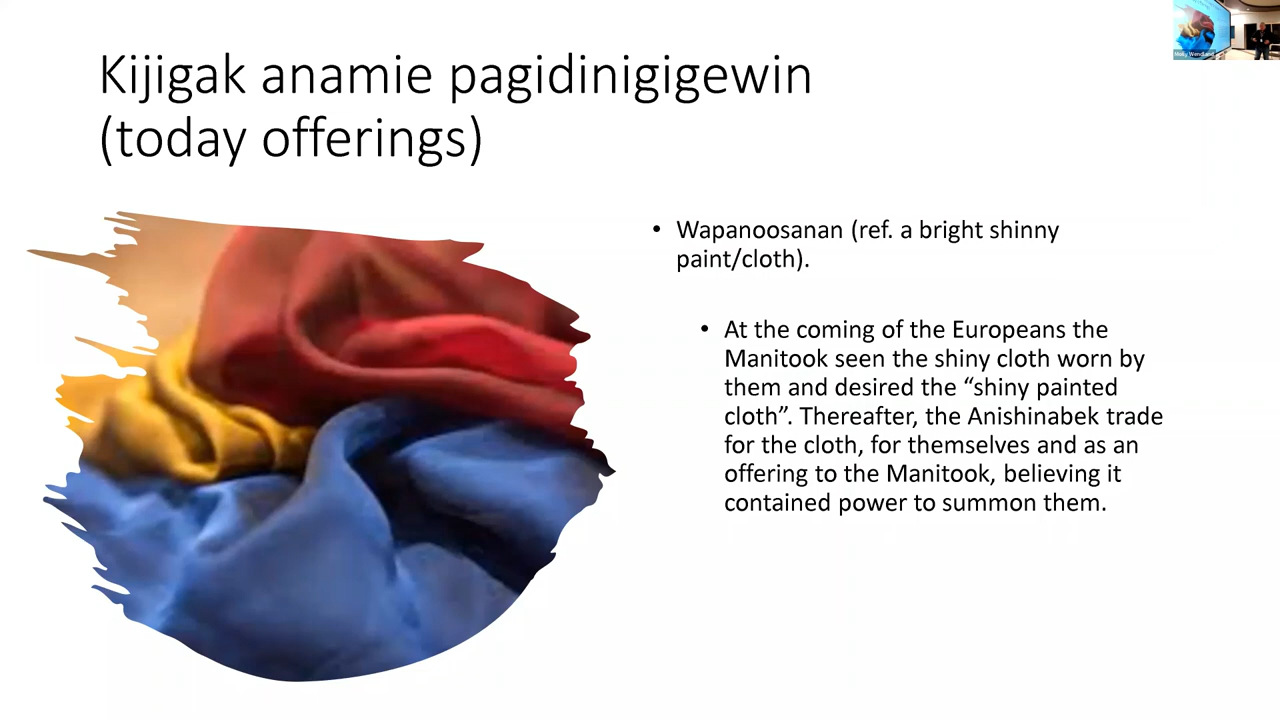 Kijigak anamie pagidinigigewin
(today offerings)
• Wapanoosanan (ref. a bright shinny
paint/cloth).
• At the coming of the Europeans the
Manitook seen the shiny cloth worn by
them and desired the “shiny painted
cloth”. Thereafter, the Anishinabek trade
for the cloth, for themselves and as an
offering to the Manitook, believing it
contained power to summon them.